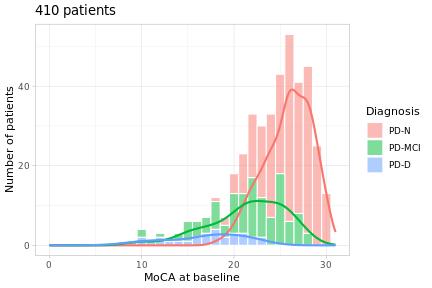 410 patients
Number of patients
40
20
0
0
10
20
30
MoCA at baseline
Diagnosis
PD-N
PD-MCI
PD-D